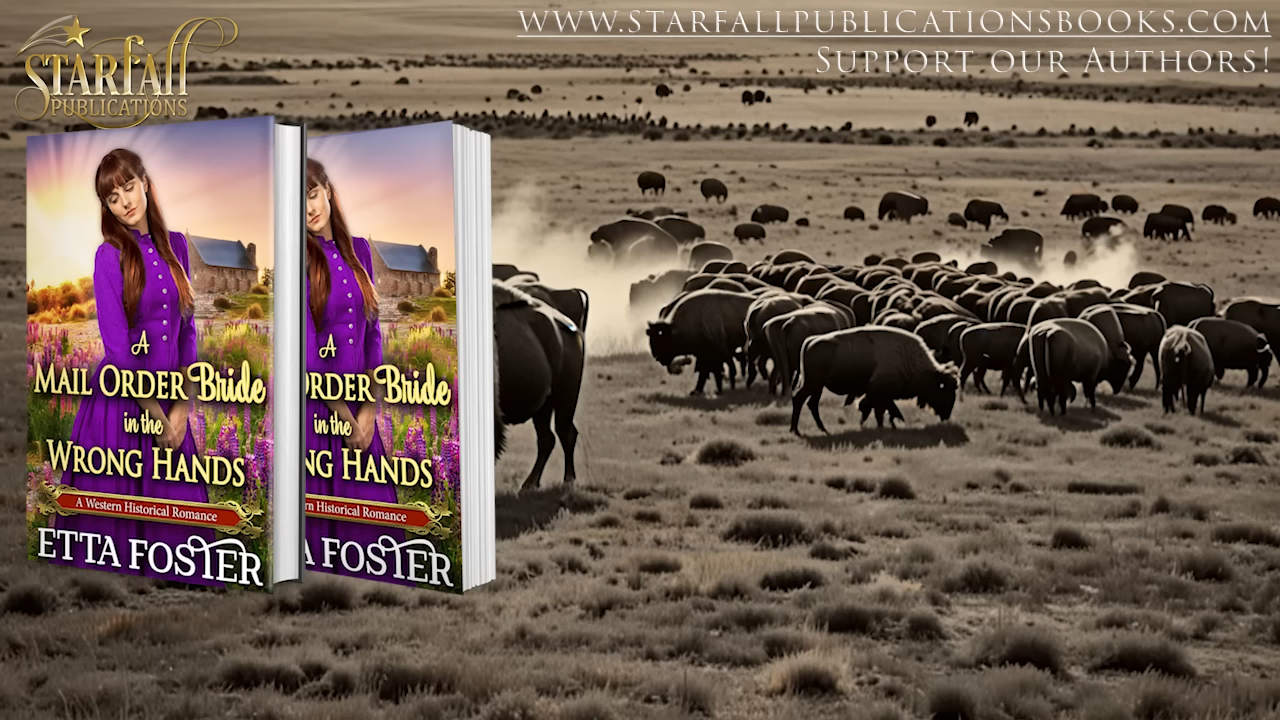 STARfall
PUBLICATIONS
WWW.STARFALLPUBLICATIONSBOOKS.COM
SUPPORT OUR AUTHORS!
A
MAIL ORDER Bride
in the
WRONG HANDS
A Western Historical Romance
ETTA FOSTER
A
ORDER Bride
in the
NG HANDS
rn Historical Romance
A FOSTER